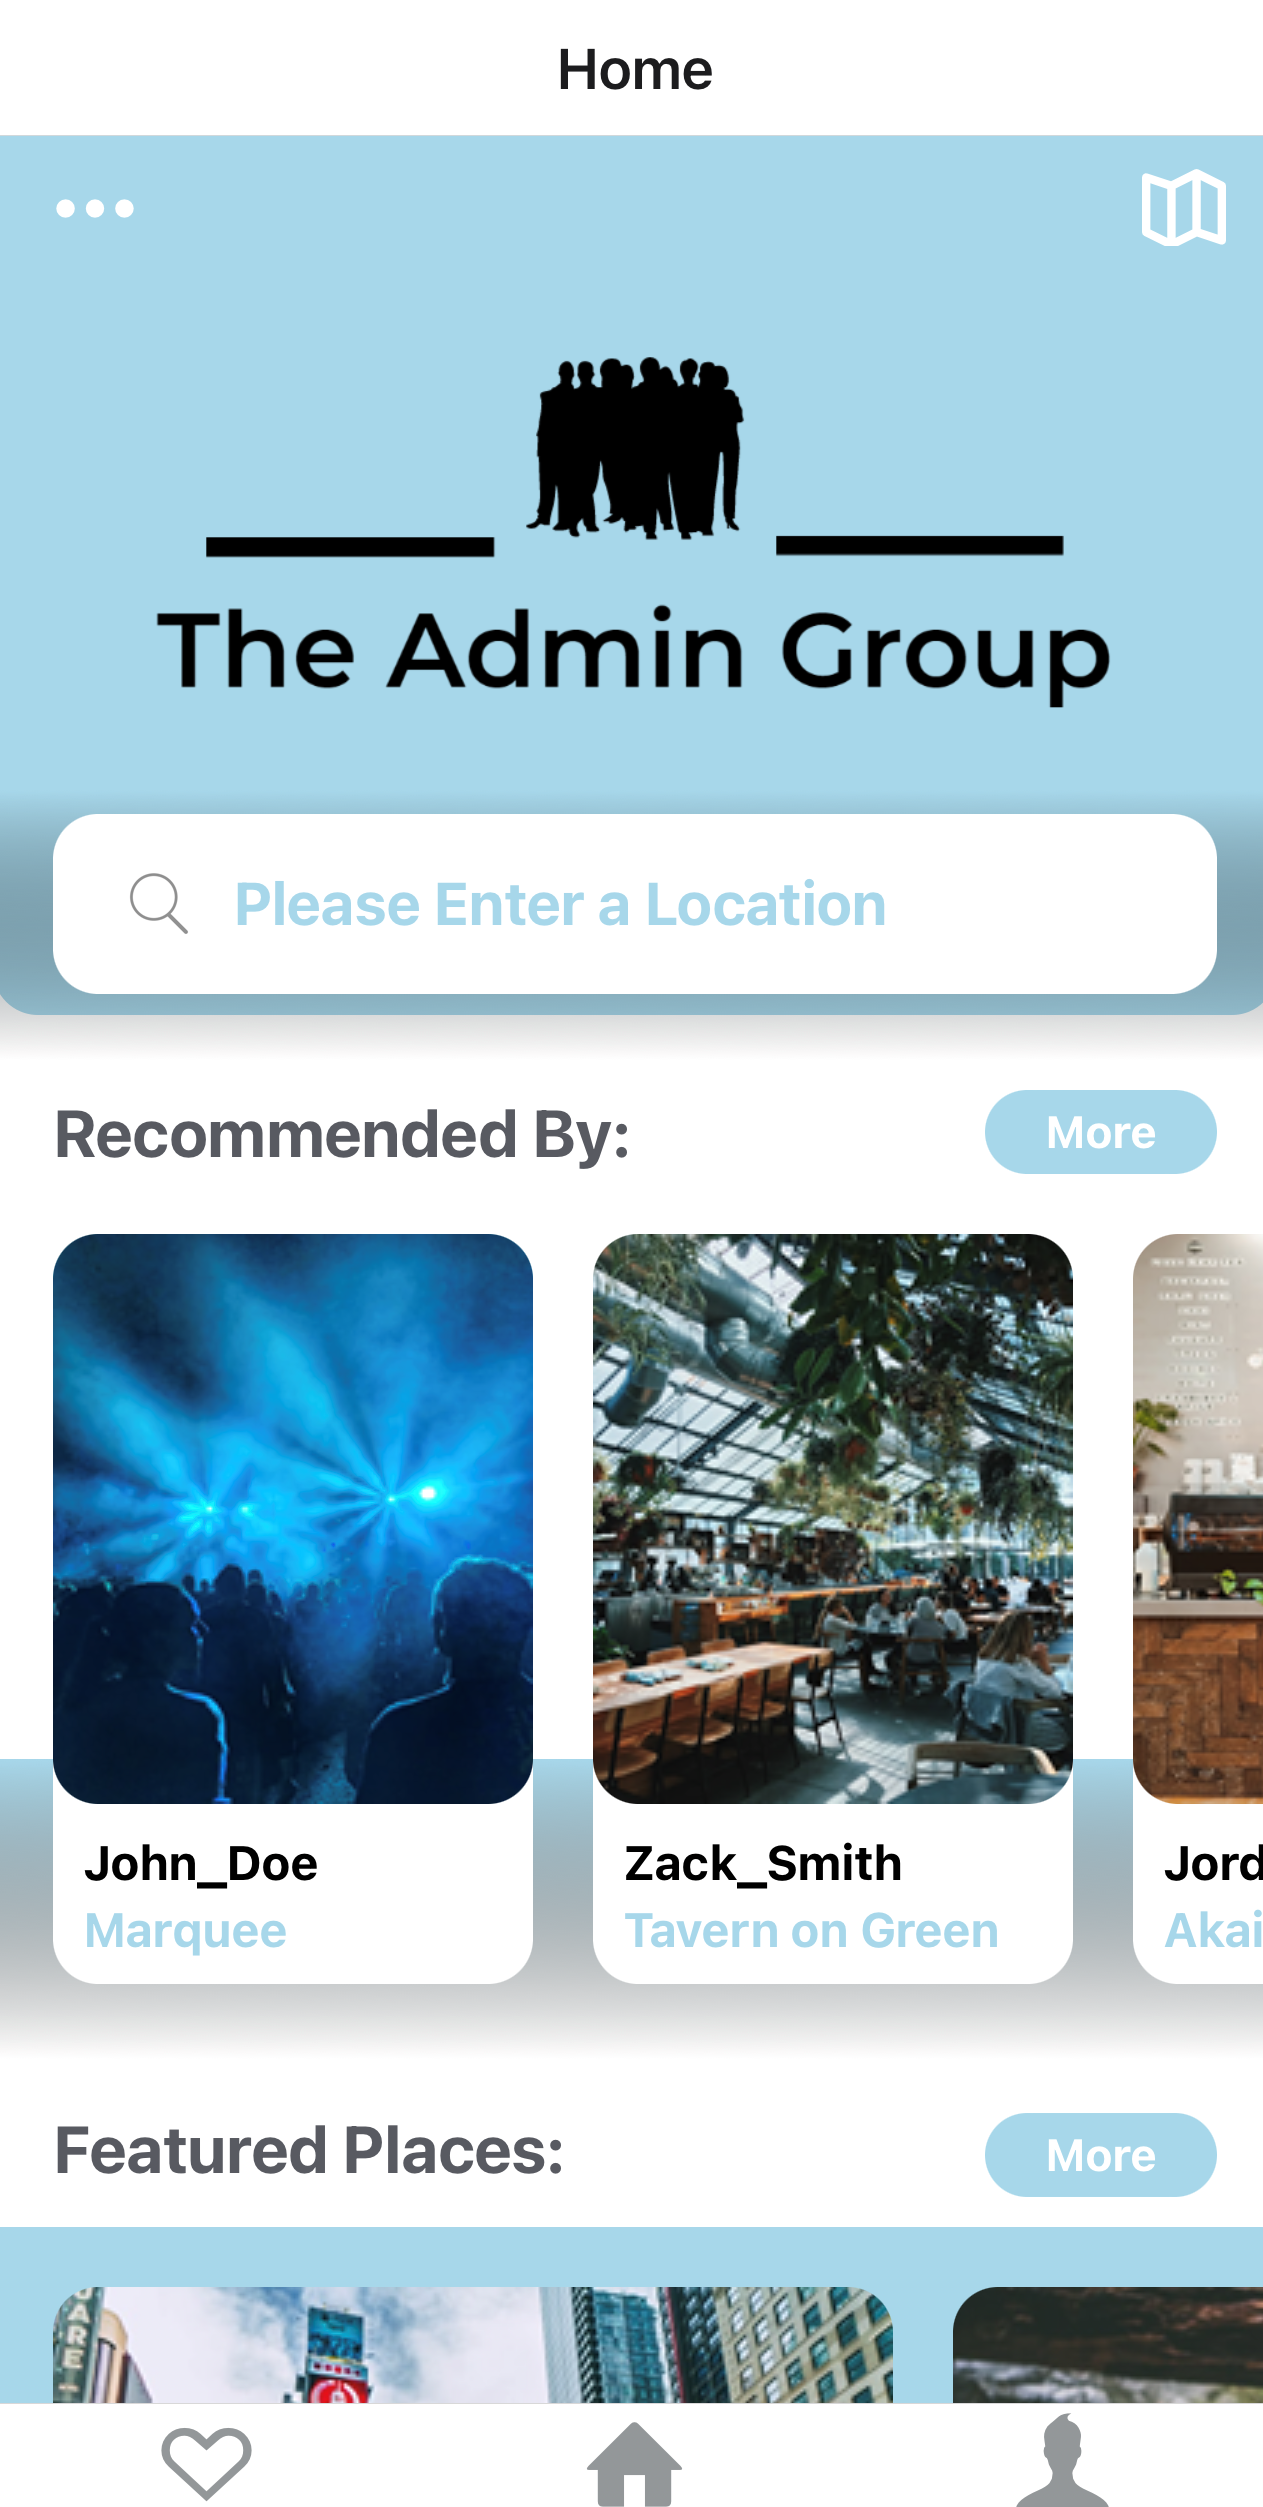 Home
The Admin Group
Please Enter a Location
Recommended By:
More
John_Doe
Marquee
Zack_Smith
Tavern on Green
Jord
Akai
Featured Places:
More